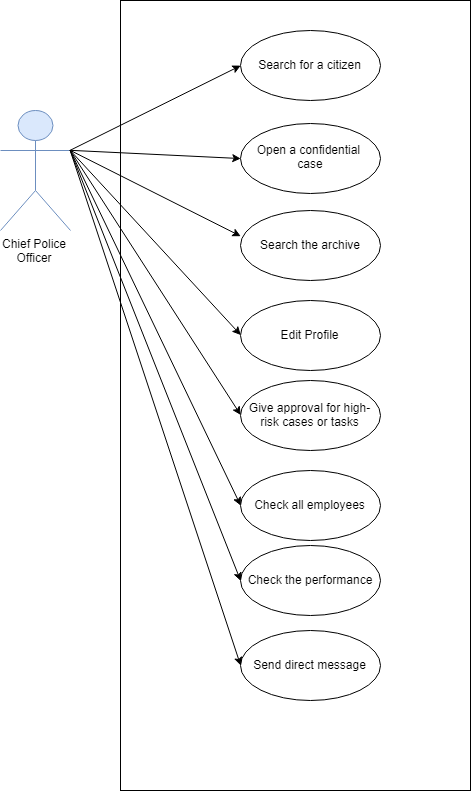 Search for a citizen
Open a confidential
case
Chief Police
Officer
Search the archive
Edit Profile
Give approval for high-
risk cases or tasks
Check all employees
Check the performance
Send direct message